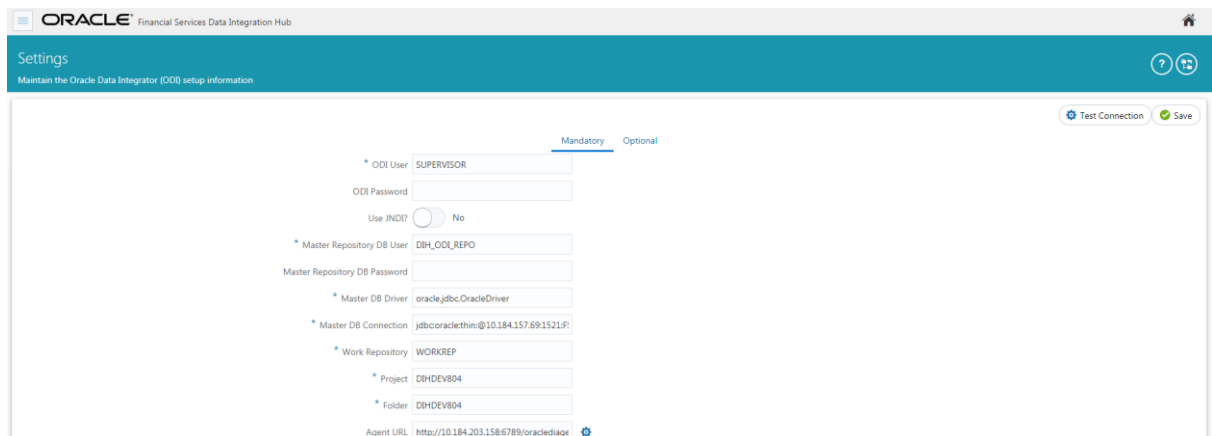 ORACLE Financial Services Data Integration Hub
Settings
Maintain the Oracle Data Integrator (ODI) setup information
Test Connection Save
Mandatory Optional
* ODI User SUPERVISOR
ODI Password
Use JNDI? No
* Master Repository DB User DIH_ODI_REPO
Master Repository DB Password
* Master DB Driver oracle.jdbc.OracleDriver
* Master DB Connection jdbc:oracle:thin:@10.184.157.69:1521:F
* Work Repository WORKREP
* Project DIHDEV804
* Folder DIHDEV804
Agent URL http://10.184.203.158:6789/oraclediage